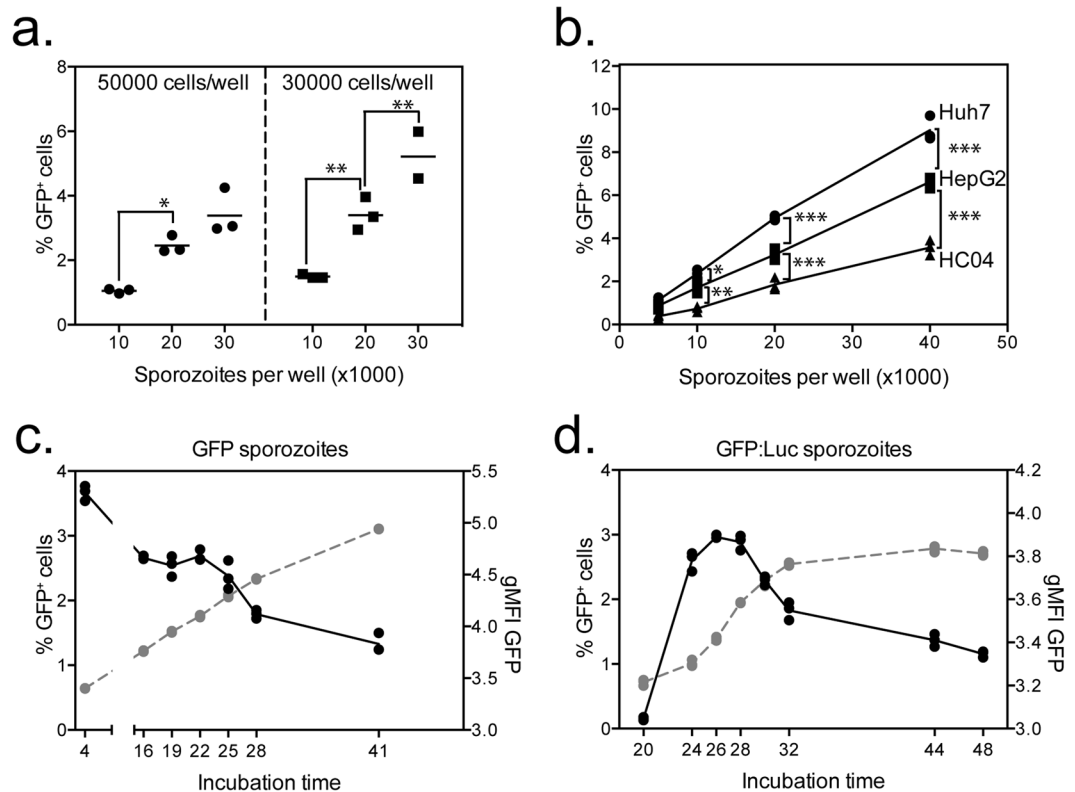 a.
50000 cells/well 30000 cells/well
8
6
4
2
0
% GFP+ cells
*
**
**
10 20 30 10 20 30
Sporozoites per well (x1000)
b.
12
10
8
6
4
2
0
% GFP+ cells
Huh7
***
HepG2
***
HC04
***
***
*
**
0 10 20 30 40 50
Sporozoites per well (x1000)
c.
GFP sporozoites
4
3
2
1
0
% GFP+ cells
5.5
5.0
4.5
4.0
3.5
3.0
gMFI GFP
4 16 19 22 25 28 41
Incubation time
d.
GFP:Luc sporozoites
4
3
2
1
0
% GFP+ cells
4.2
4.0
3.8
3.6
3.4
3.2
3.0
gMFI GFP
20 24 26 28 32 44 48
Incubation time